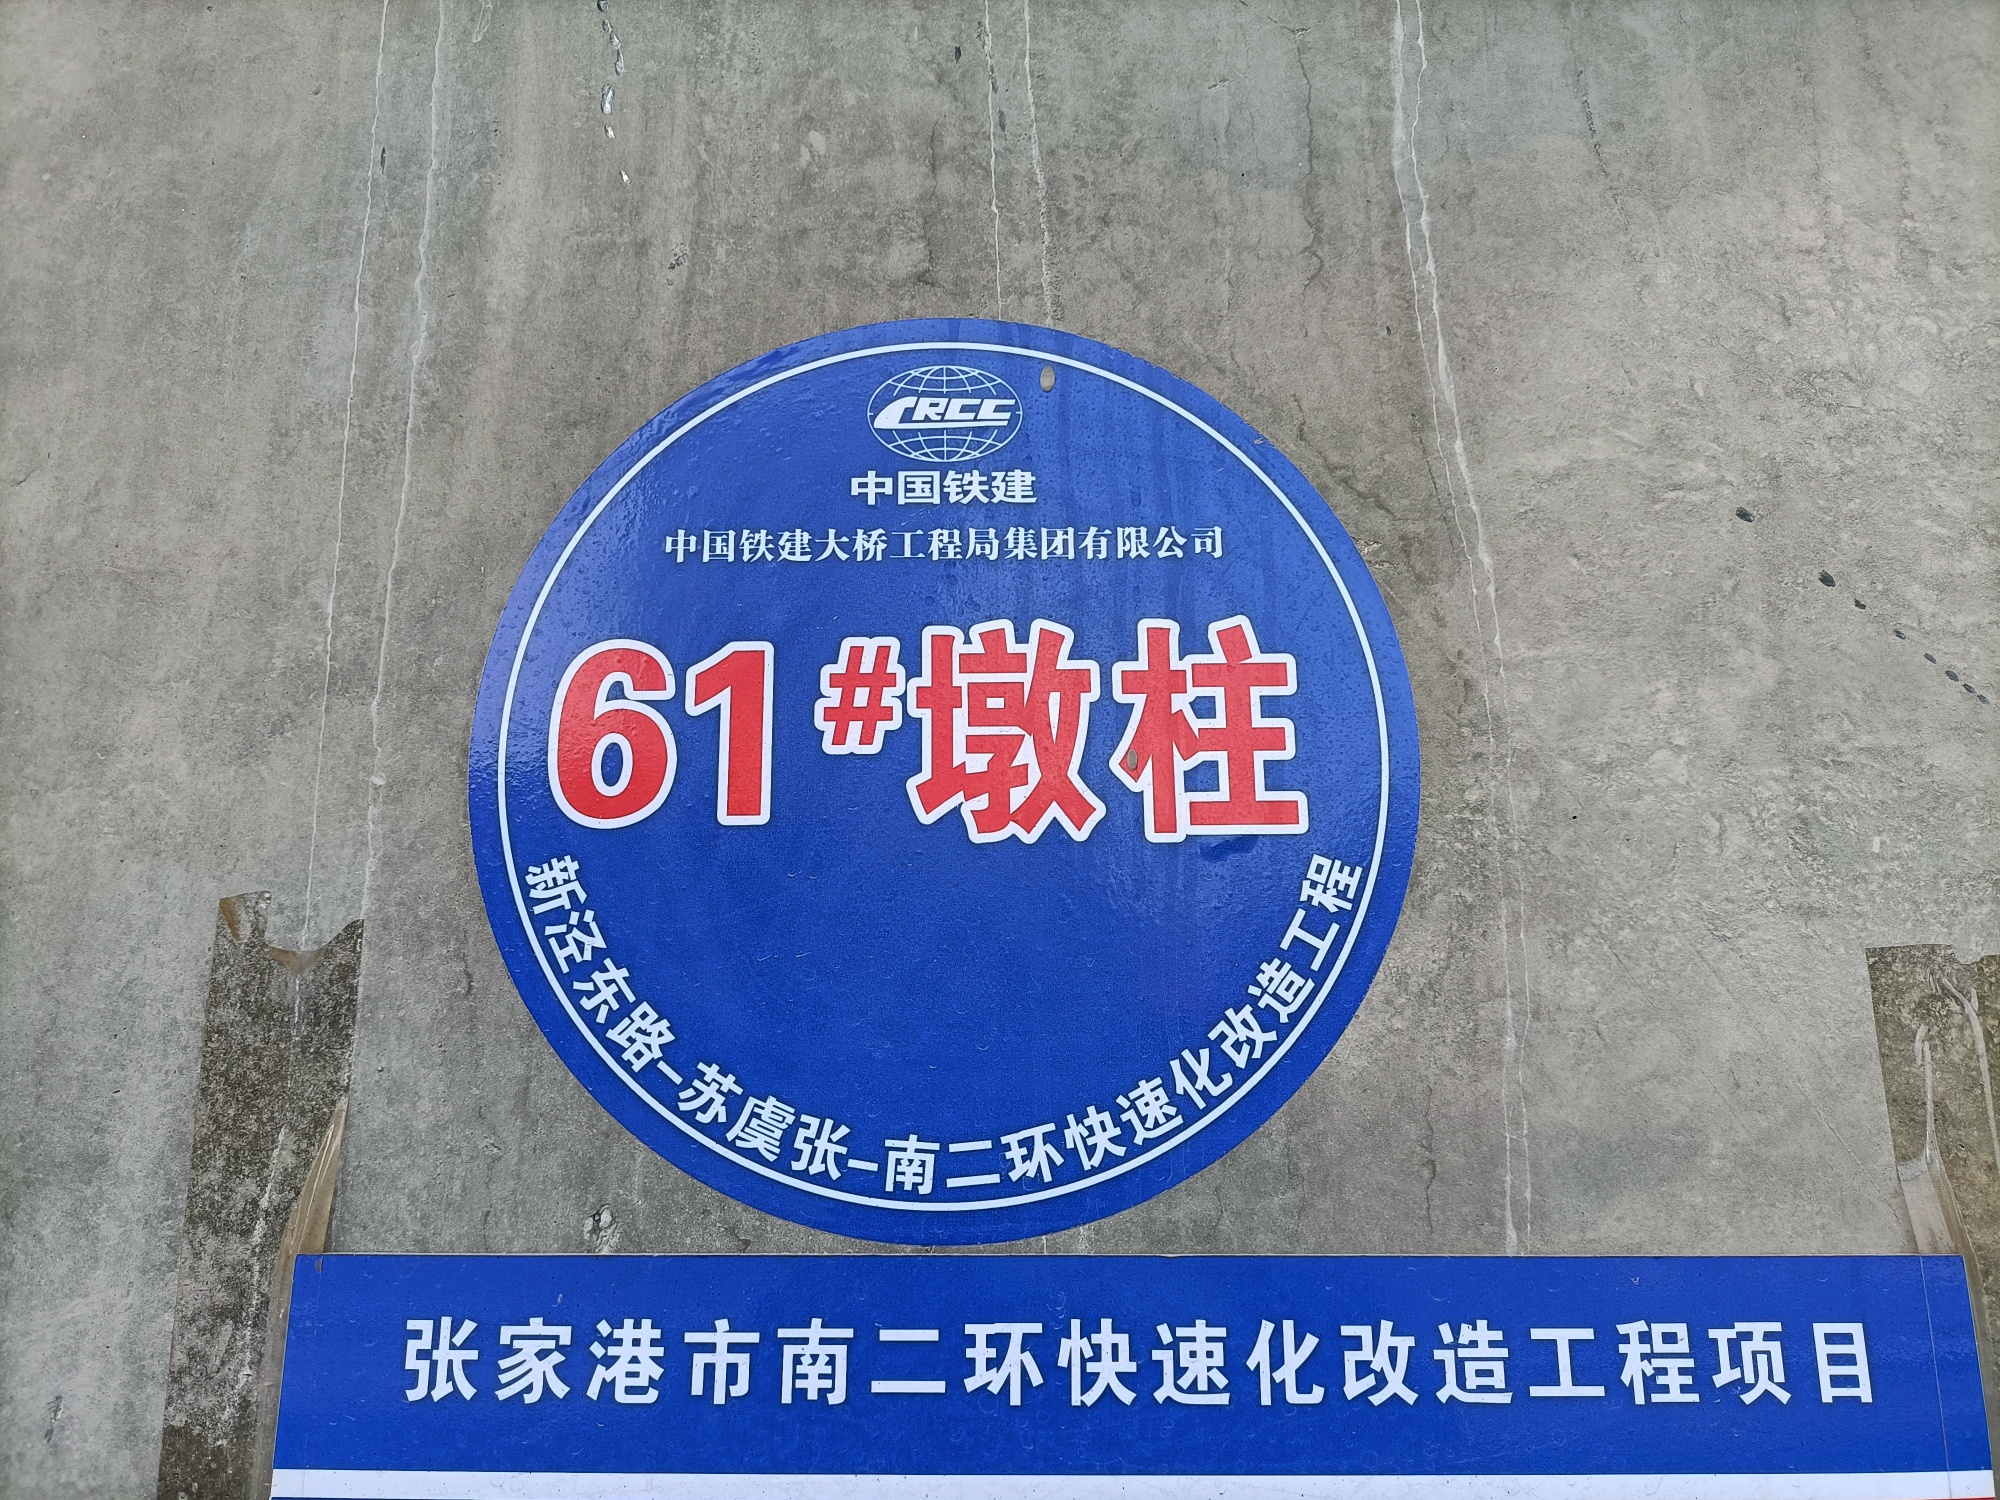 CRCC
中国铁建
中国铁建大桥工程局集团有限公司
61#墩柱
新泾东路-苏虞张-南二环快速化改造工程
张家港市南二环快速化改造工程项目